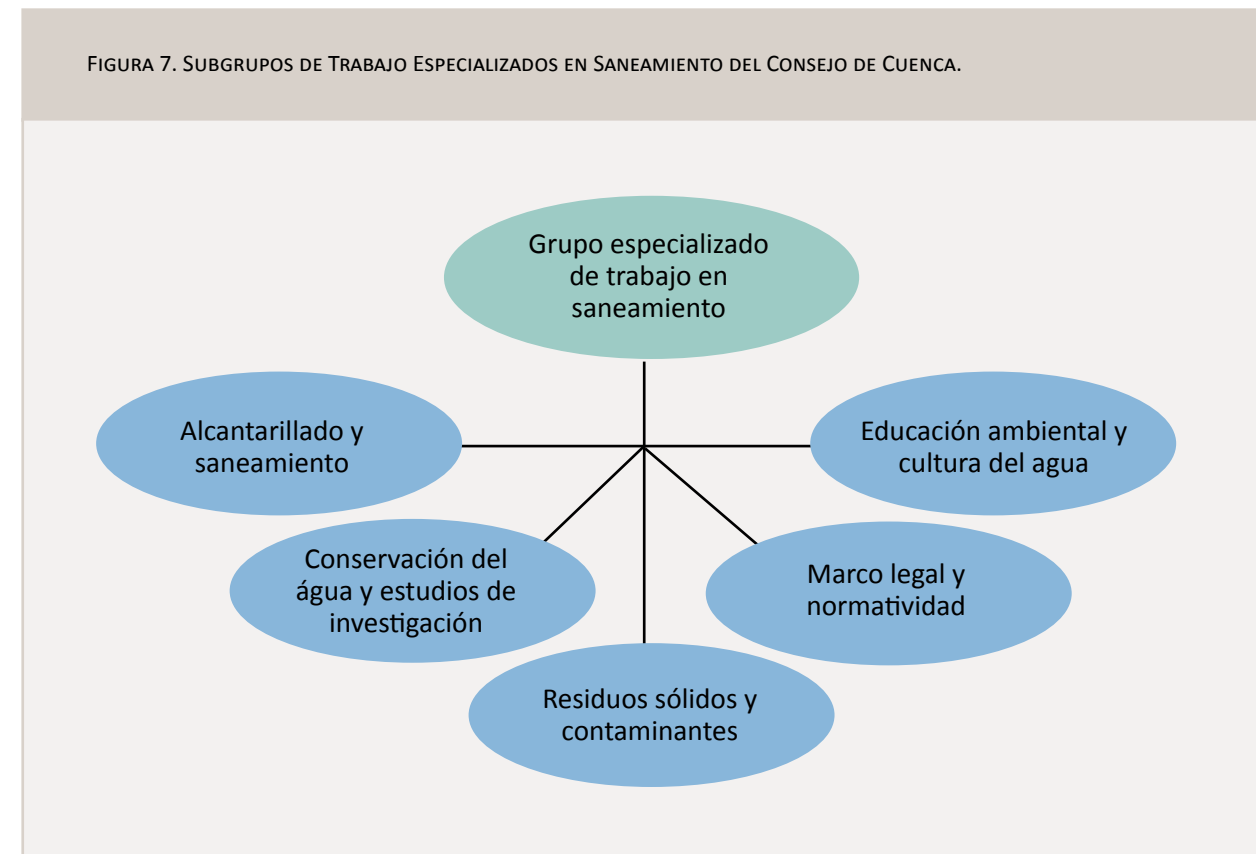 Figura 7. Subgrupos de Trabajo Especializados en Saneamiento del Consejo de Cuenca.
Grupo especializado
de trabajo en
saneamiento
Alcantarillado y
saneamiento
Educación ambiental y
cultura del agua
Conservación del
água y estudios de
investigación
Marco legal y
normatividad
Residuos sólidos y
contaminantes